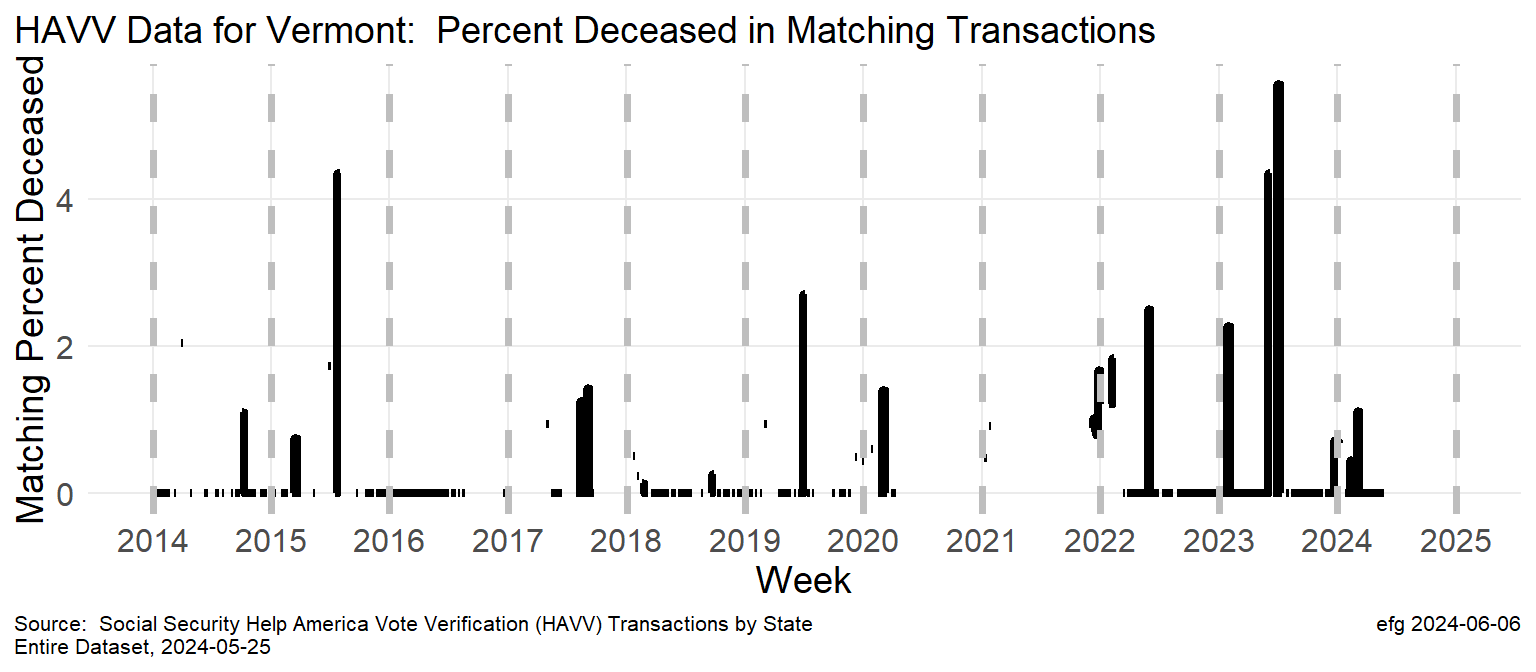 HAVV Data for Vermont:  Percent Deceased in Matching Transactions
Matching Percent Deceased
4
2
0
2014 2015 2016 2017 2018 2019 2020 2021 2022 2023 2024 2025
Week
Source:  Social Security Help America Vote Verification (HAVV) Transactions by State
Entire Dataset, 2024-05-25
efg 2024-06-06